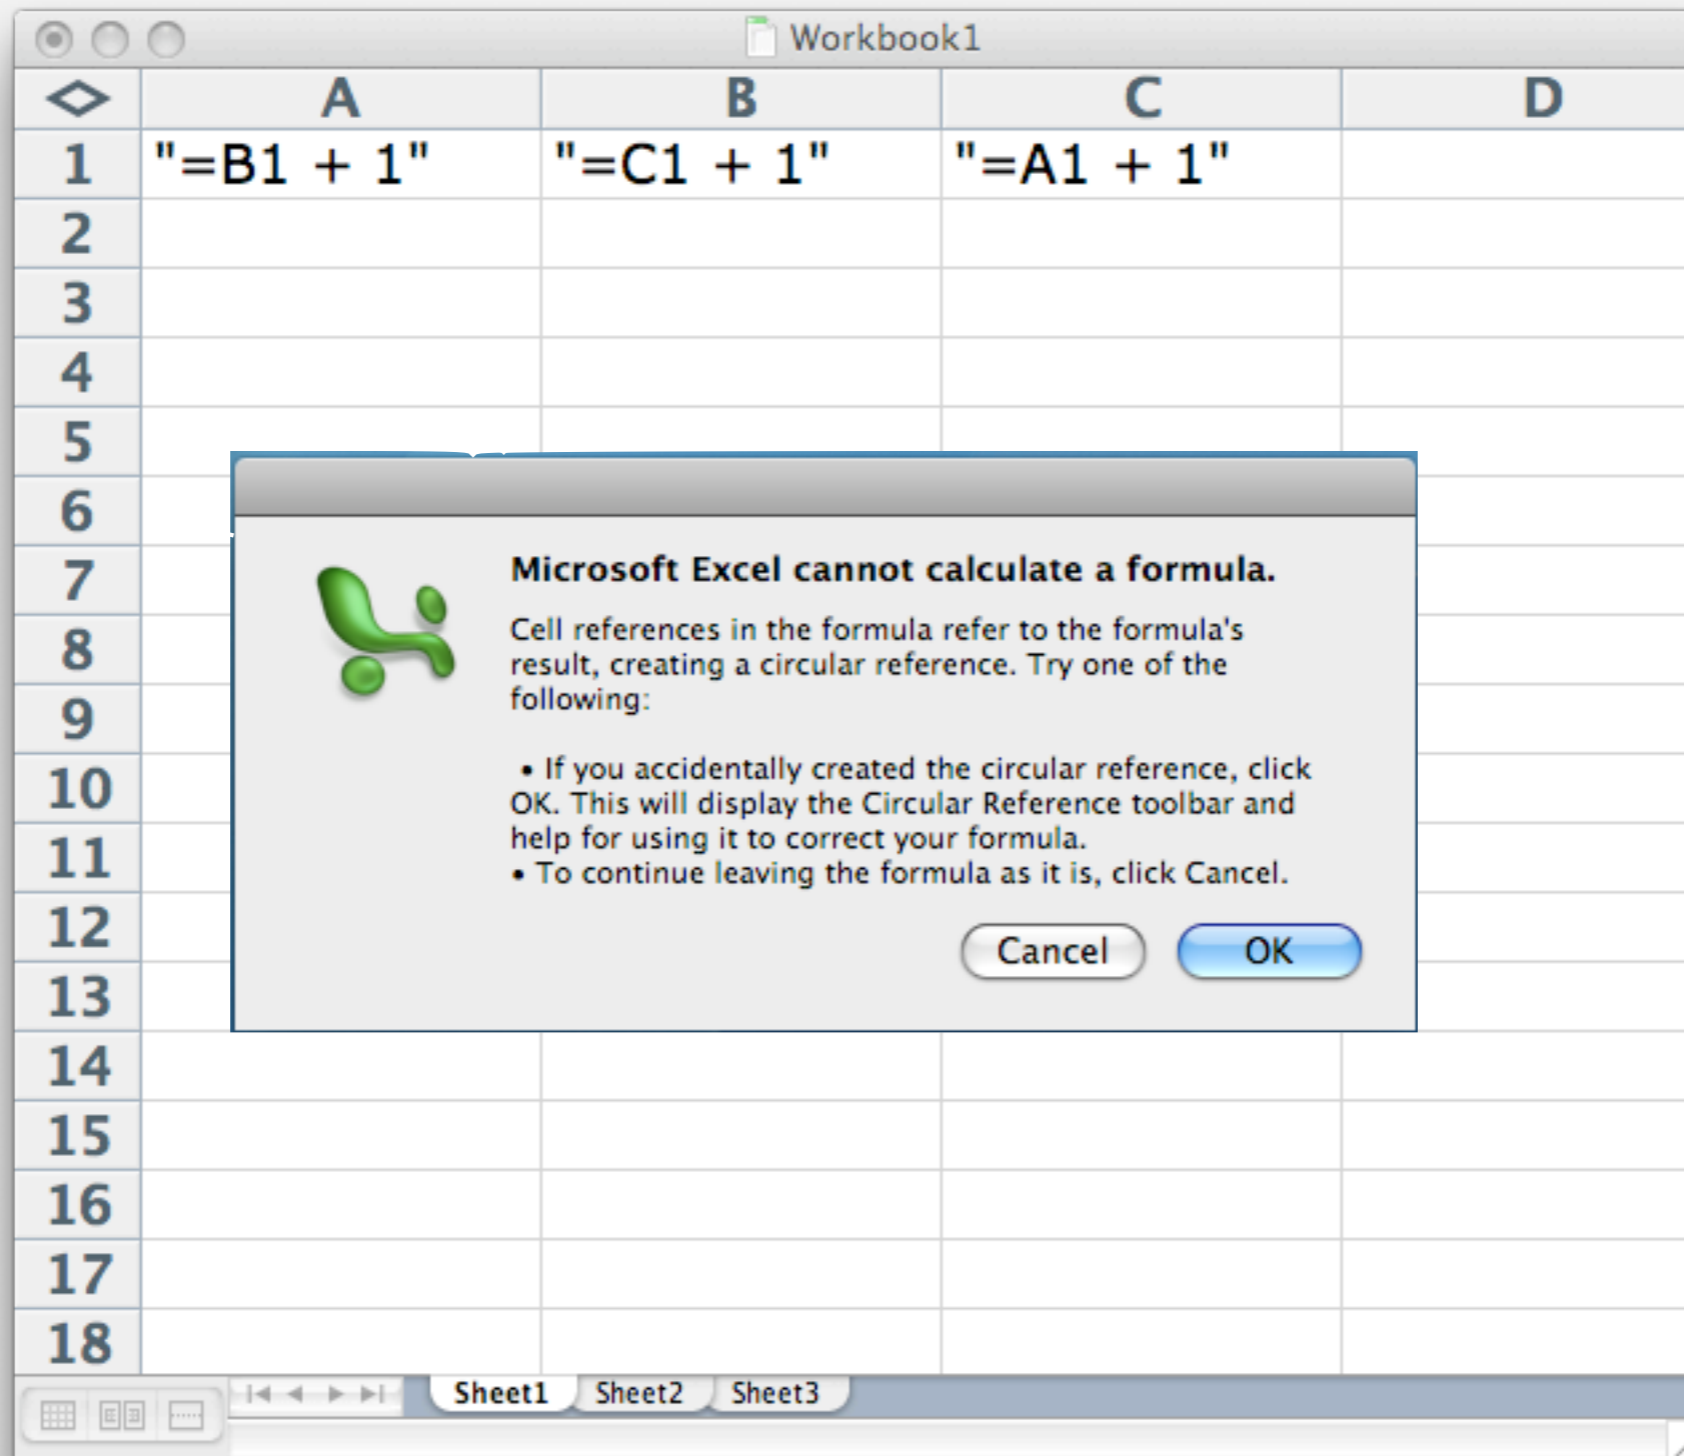 Workbook1
A B C D
1 "=B1 + 1" "=C1 + 1" "=A1 + 1"
2
3
4
5
6
7
8
9
10
11
12
13
14
15
16
17
18
Microsoft Excel cannot calculate a formula.
Cell references in the formula refer to the formula's
result, creating a circular reference. Try one of the
following:
• If you accidentally created the circular reference, click
OK. This will display the Circular Reference toolbar and
help for using it to correct your formula.
• To continue leaving the formula as it is, click Cancel.
Cancel OK
Sheet1 Sheet2 Sheet3